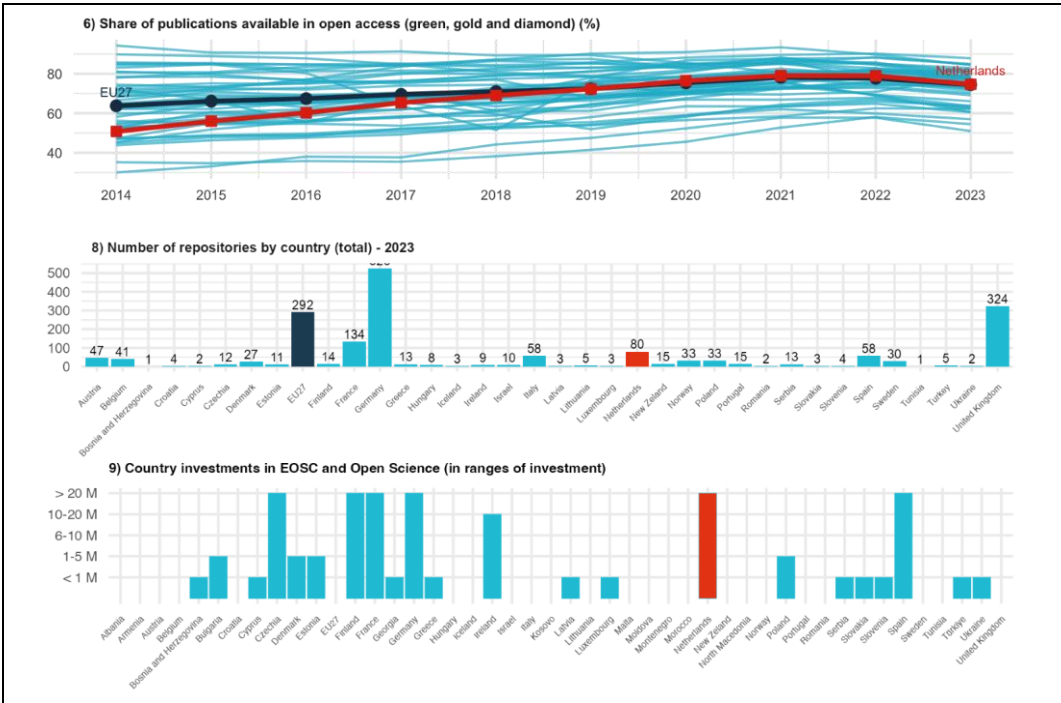 6) Share of publications available in open access (green, gold and diamond) (%)
80
60
40
EU27
Netherlands
2014 2015 2016 2017 2018 2019 2020 2021 2022 2023
8) Number of repositories by country (total) - 2023
500
400
300
200
100
0
47 41 1 4 2 12 27 11 292 14 134 13 8 3 9 10 58 3 5 3 80 15 33 33 15 2 13 3 4 58 30 1 5 2 324
Austria
Belgium
Bosnia and Herzegovina
Croatia
Cyprus
Czechia
Denmark
Estonia
EU27
Finland
France
Germany
Greece
Hungary
Iceland
Ireland
Israel
Italy
Latvia
Lithuania
Luxembourg
Netherlands
New Zeland
Norway
Poland
Portugal
Romania
Serbia
Slovakia
Slovenia
Spain
Sweden
Tunisia
Turkey
Ukraine
United Kingdom
9) Country investments in EOSC and Open Science (in ranges of investment)
> 20 M
10-20 M
6-10 M
1-5 M
< 1 M
Albania
Armenia
Austria
Belgium
Bosnia and Herzegovina
Bulgaria
Croatia
Cyprus
Czechia
Denmark
Estonia
EU27
Finland
France
Georgia
Germany
Greece
Hungary
Iceland
Ireland
Israel
Italy
Kosovo
Latvia
Lithuania
Luxembourg
Malta
Moldova
Montenegro
Morocco
Netherlands
New Zeland
North Macedonia
Norway
Poland
Portugal
Romania
Serbia
Slovakia
Slovenia
Spain
Sweden
Tunisia
Türkiye
Ukraine
United Kingdom